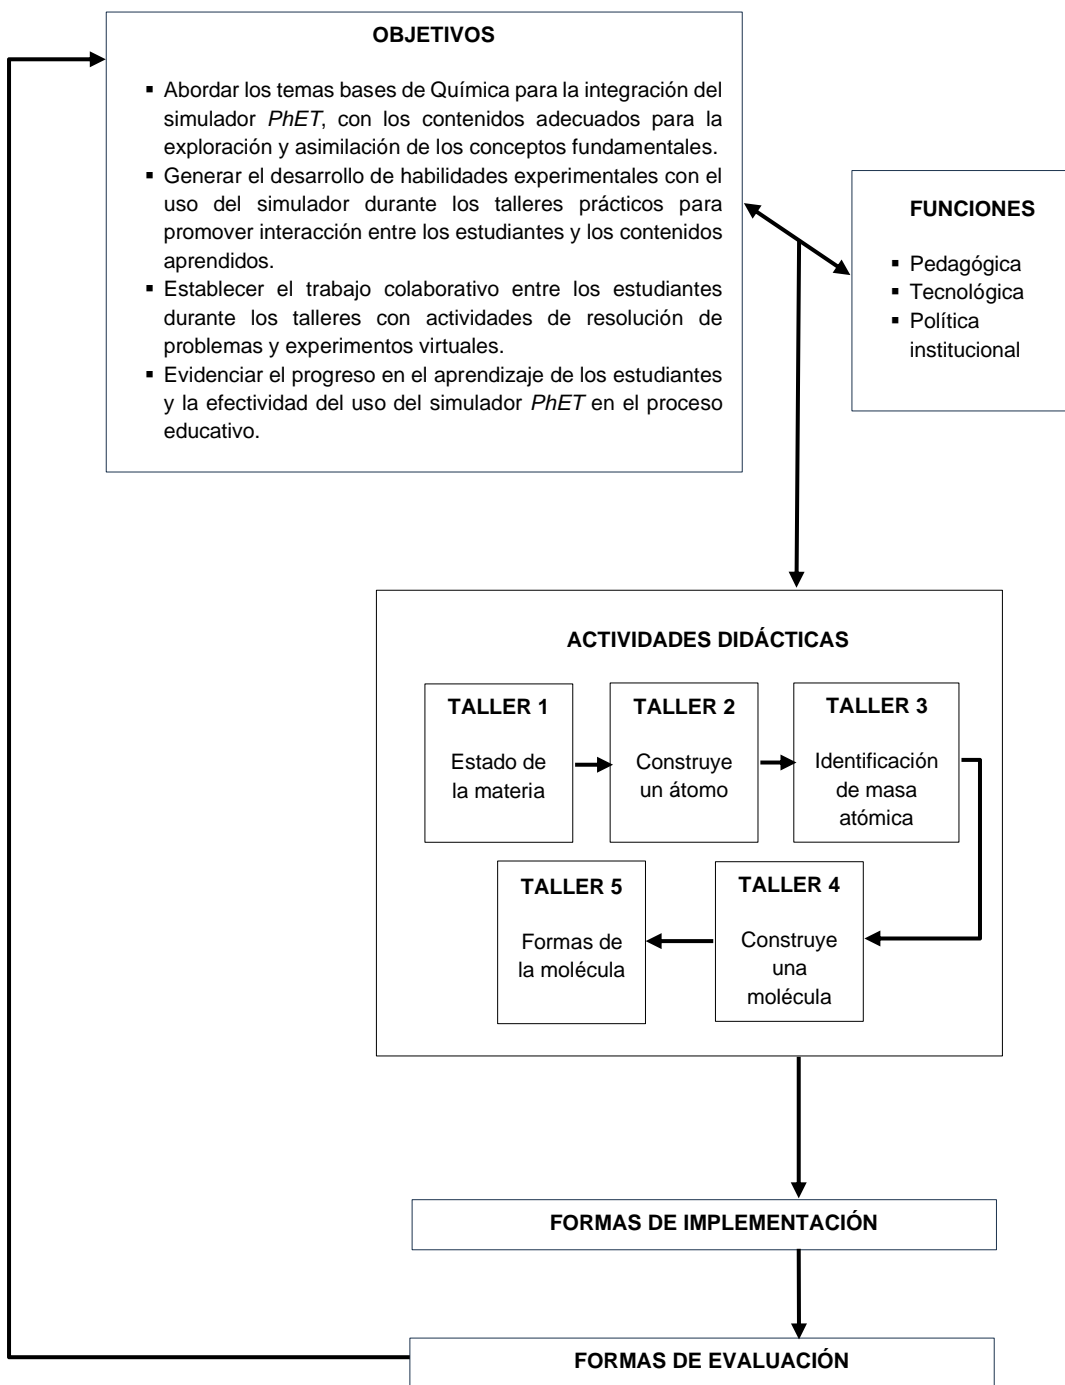 OBJETIVOS
▪ Abordar los temas bases de Química para la integración del
simulador PhET, con los contenidos adecuados para la
exploración y asimilación de los conceptos fundamentales.
▪ Generar el desarrollo de habilidades experimentales con el
uso del simulador durante los talleres prácticos para
promover interacción entre los estudiantes y los contenidos
aprendidos.
▪ Establecer el trabajo colaborativo entre los estudiantes
durante los talleres con actividades de resolución de
problemas y experimentos virtuales.
▪ Evidenciar el progreso en el aprendizaje de los estudiantes
y la efectividad del uso del simulador PhET en el proceso
educativo.
FUNCIONES
▪ Pedagógica
▪ Tecnológica
▪ Política
institucional
ACTIVIDADES DIDÁCTICAS
TALLER 1
Estado de
la materia
TALLER 2
Construye
un átomo
TALLER 3
Identificación
de masa
atómica
TALLER 4
Construye
una
molécula
TALLER 5
Formas de
la molécula
FORMAS DE IMPLEMENTACIÓN
FORMAS DE EVALUACIÓN